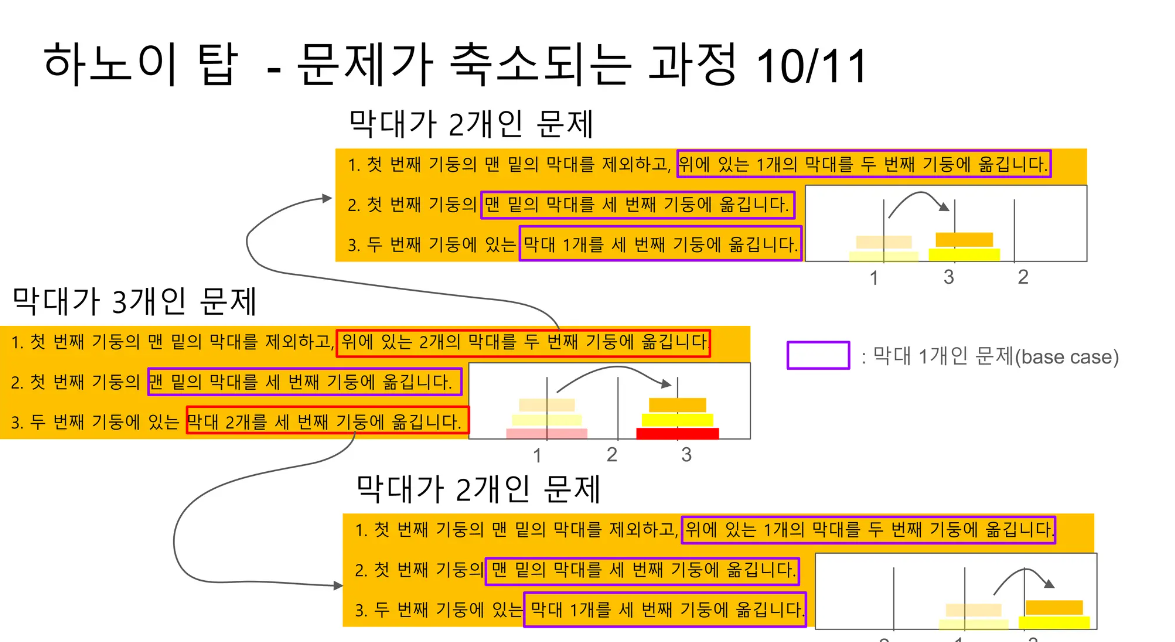 하노이 탑 - 문제가 축소되는 과정 10/11
막대가 2개인 문제
1. 첫 번째 기둥의 맨 밑의 막대를 제외하고, 위에 있는 1개의 막대를 두 번째 기둥에 옮깁니다.
2. 첫 번째 기둥의 맨 밑의 막대를 세 번째 기둥에 옮깁니다.
3. 두 번째 기둥에 있는 막대 1개를 세 번째 기둥에 옮깁니다.
1 3 2
막대가 3개인 문제
1. 첫 번째 기둥의 맨 밑의 막대를 제외하고, 위에 있는 2개의 막대를 두 번째 기둥에 옮깁니다.
2. 첫 번째 기둥의 맨 밑의 막대를 세 번째 기둥에 옮깁니다.
3. 두 번째 기둥에 있는 막대 2개를 세 번째 기둥에 옮깁니다.
1 2 3
: 막대 1개인 문제(base case)
막대가 2개인 문제
1. 첫 번째 기둥의 맨 밑의 막대를 제외하고, 위에 있는 1개의 막대를 두 번째 기둥에 옮깁니다.
2. 첫 번째 기둥의 맨 밑의 막대를 세 번째 기둥에 옮깁니다.
3. 두 번째 기둥에 있는 막대 1개를 세 번째 기둥에 옮깁니다.